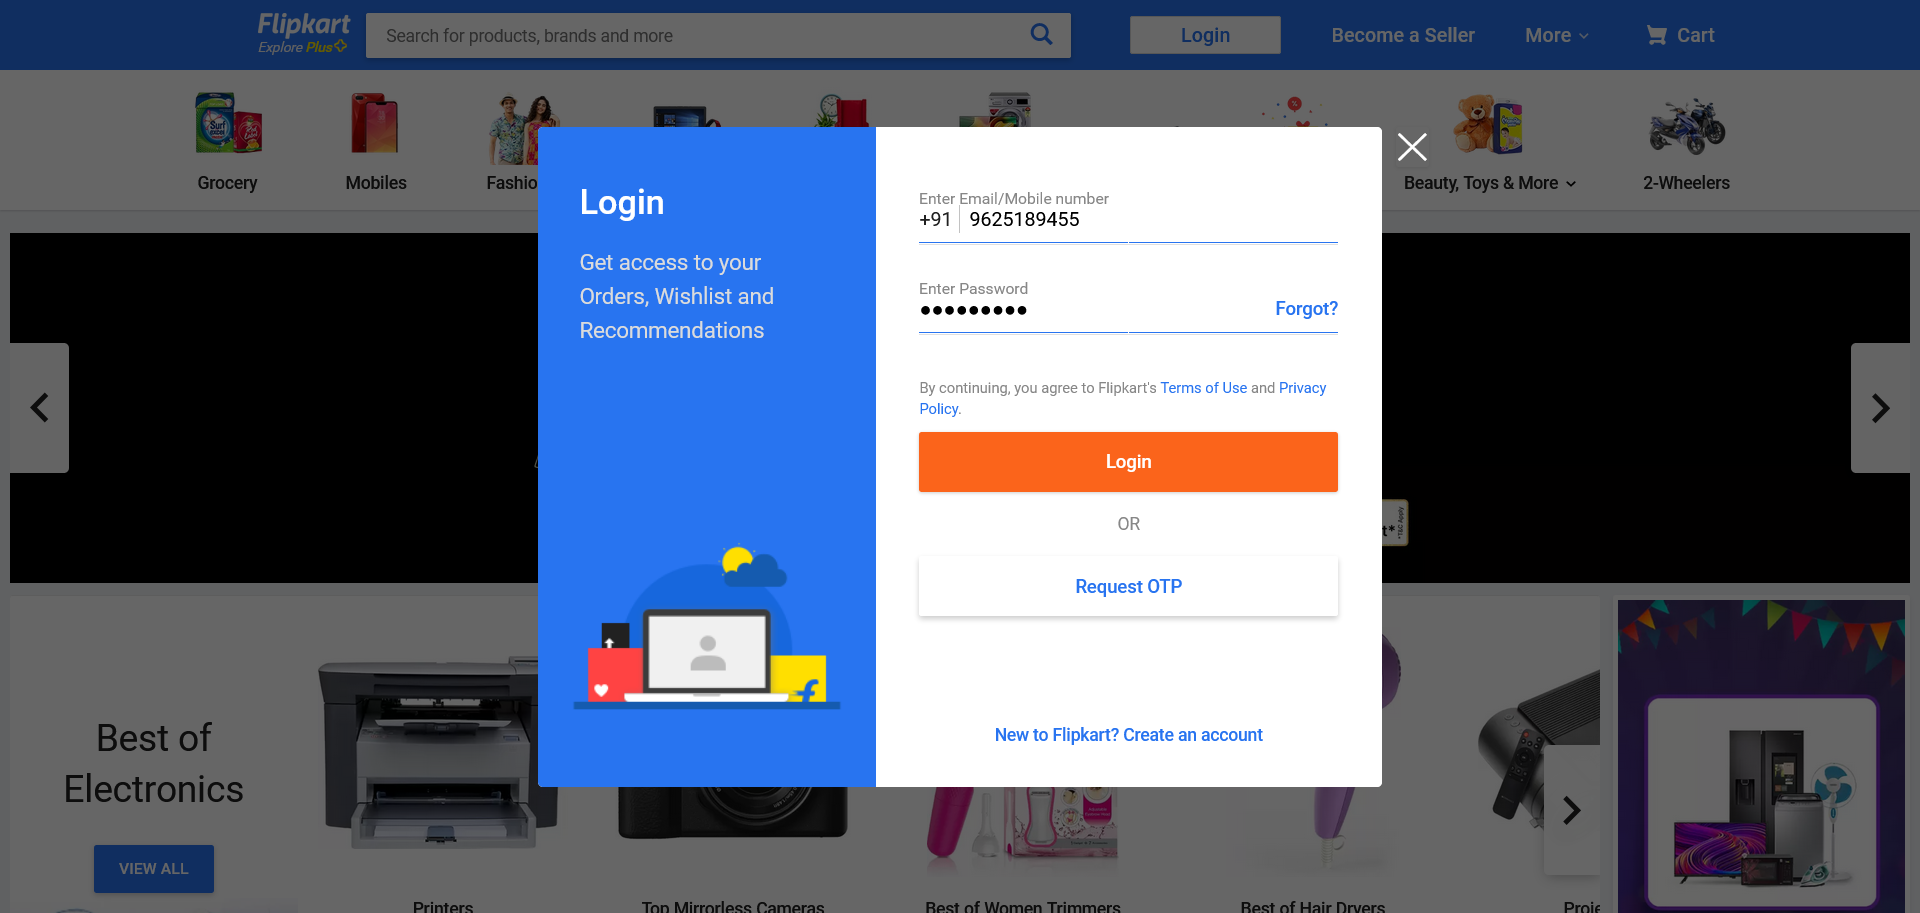 Flipkart
Explore Plus
Search for products, brands and more
Login
Become a Seller
More
Cart
Surf excel
Grocery
Mobiles
Fashio
Beauty, Toys & More
2-Wheelers
Login
Get access to your
Orders, Wishlist and
Recommendations
Enter Email/Mobile number
+91 9625189455
Enter Password
•••••••••
Forgot?
By continuing, you agree to Flipkart's Terms of Use and Privacy
Policy.
Login
OR
Request OTP
New to Flipkart? Create an account
t*
*T&C Apply
Best of
Electronics
VIEW ALL
Printers
Top Mirrorless Cameras
Best of Women Trimmers
Best of Hair Dryers
Proje